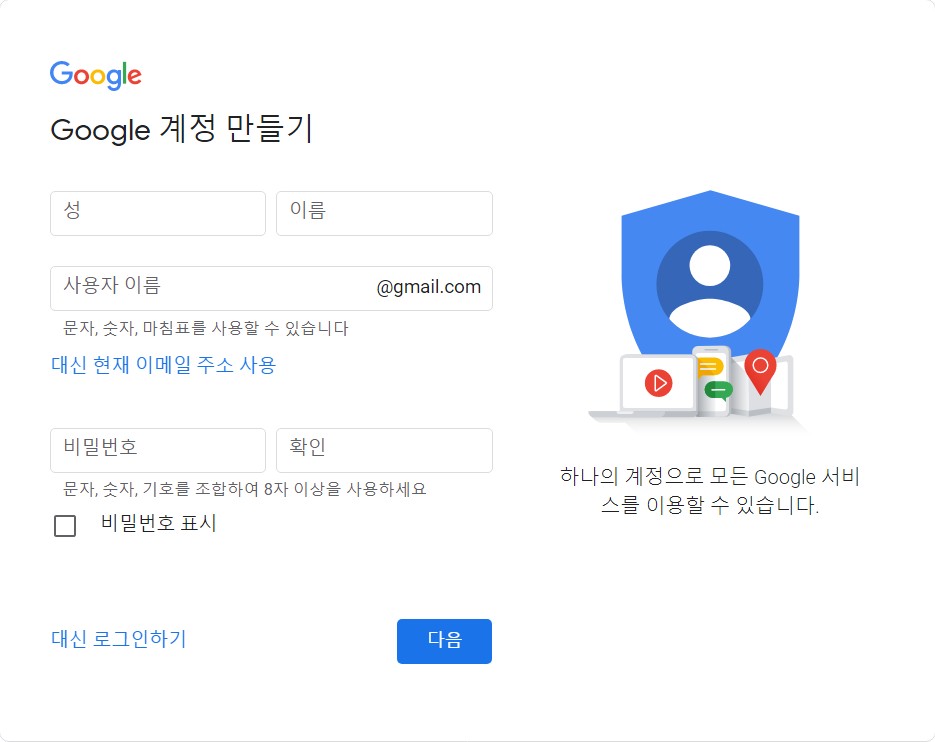 Google
Google 계정 만들기
성
이름
사용자 이름
@gmail.com
문자, 숫자, 마침표를 사용할 수 있습니다
대신 현재 이메일 주소 사용
비밀번호
확인
문자, 숫자, 기호를 조합하여 8자 이상을 사용하세요
비밀번호 표시
대신 로그인하기
다음
하나의 계정으로 모든 Google 서비
스를 이용할 수 있습니다.